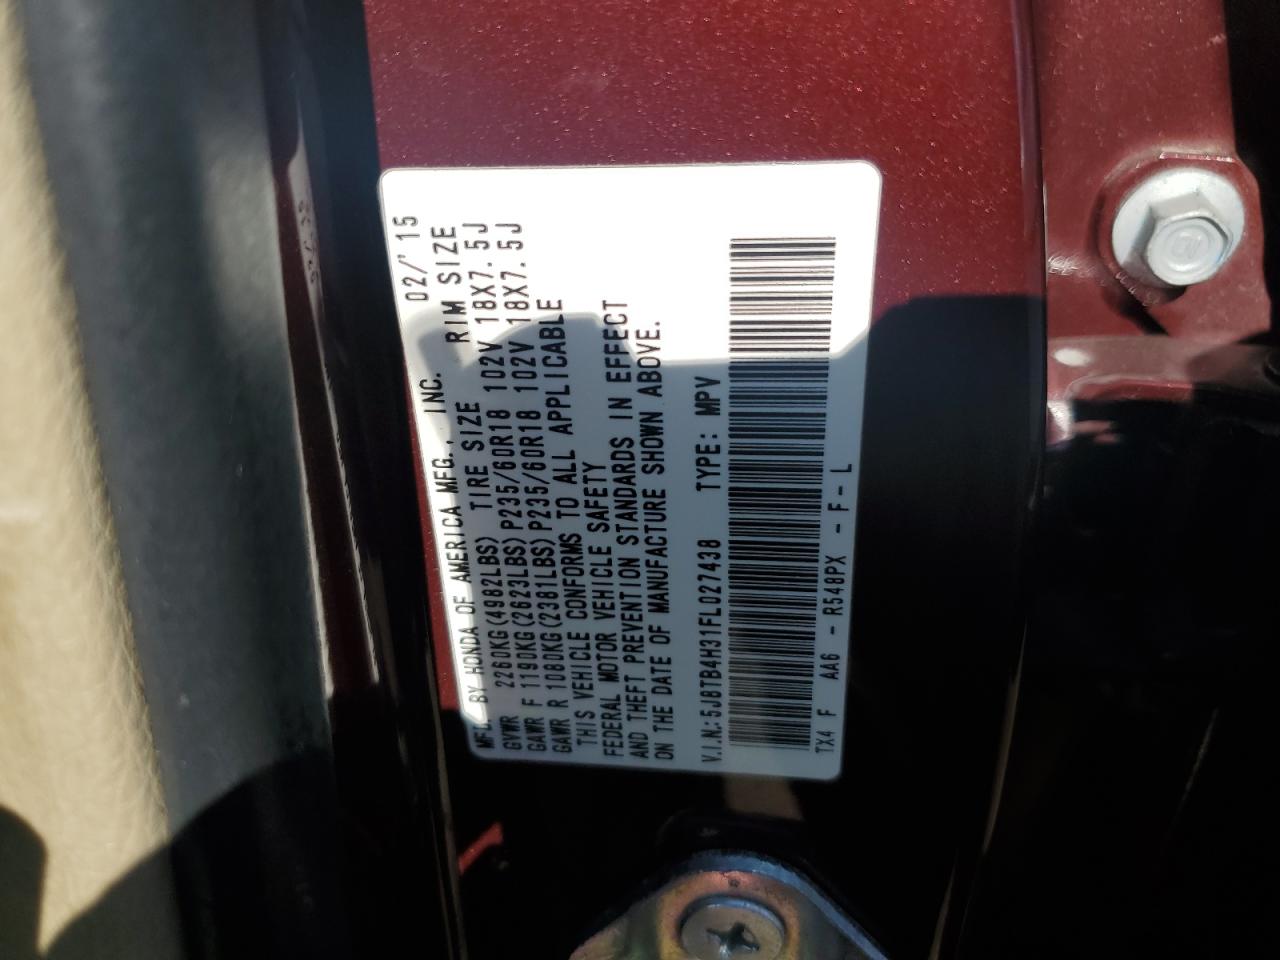 02/'15
MFD. BY HONDA OF AMERICA MFG., INC.
TIRE SIZE RIM SIZE
GVWR 2260KG(4982LBS)
GAWR F 1190KG(2623LBS) P235/60R18 102V 18X7.5J
GAWR R 1080KG(2381LBS) P235/60R18 102V 18X7.5J
THIS VEHICLE CONFORMS TO ALL APPLICABLE
FEDERAL MOTOR VEHICLE SAFETY
AND THEFT PREVENTION STANDARDS IN EFFECT
ON THE DATE OF MANUFACTURE SHOWN ABOVE.
V.I.N.:5J8TB4H31FL027438 TYPE: MPV
TX4 F AA6 - R548PX - F-L